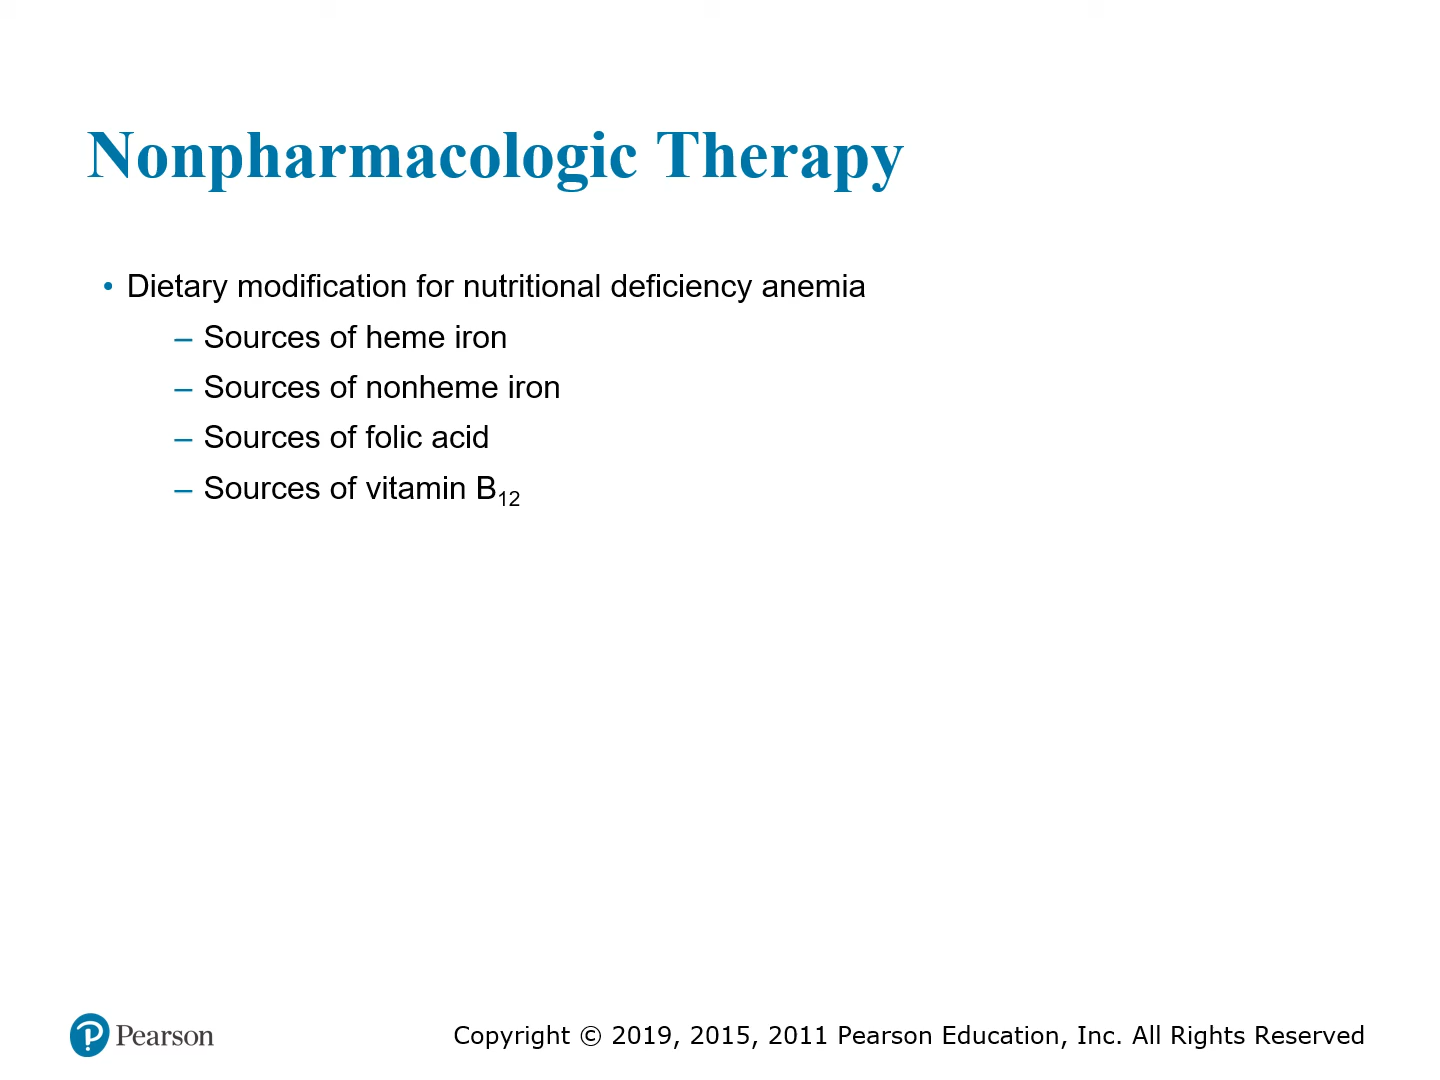 Nonpharmacologic Therapy
• Dietary modification for nutritional deficiency anemia
– Sources of heme iron
– Sources of nonheme iron
– Sources of folic acid
– Sources of vitamin B₁₂
Pearson
Copyright © 2019, 2015, 2011 Pearson Education, Inc. All Rights Reserved